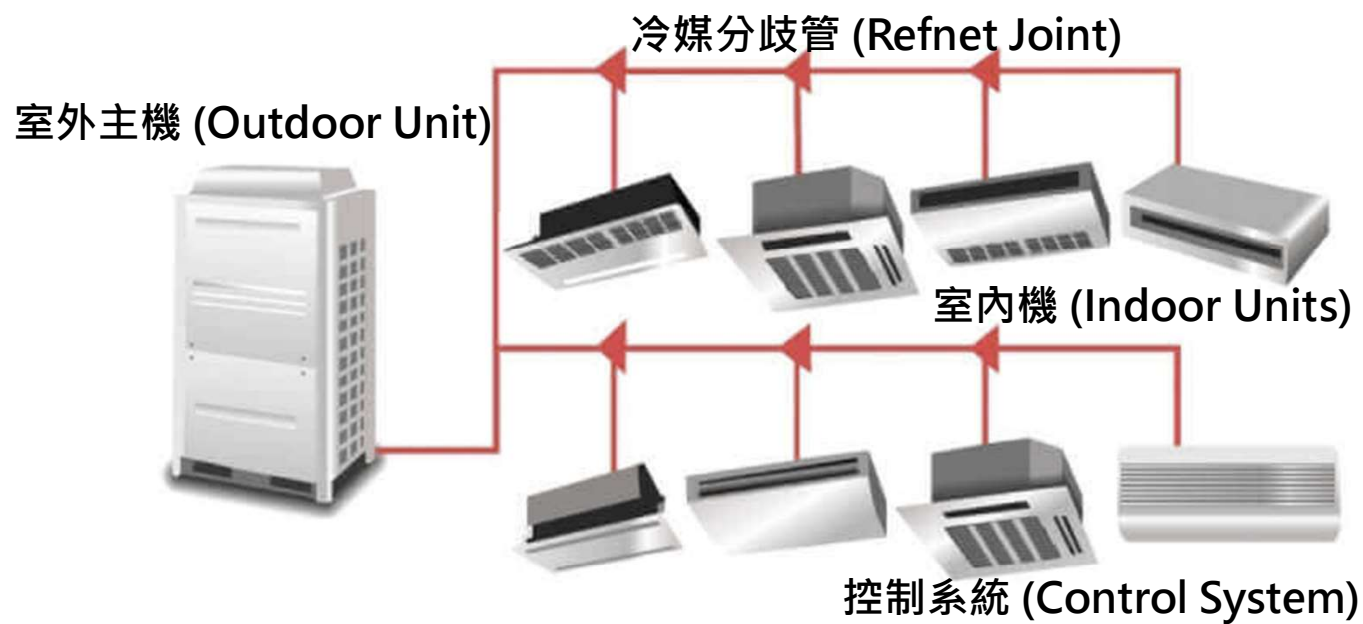 冷媒分歧管 (Refnet Joint)
室外主機 (Outdoor Unit)
室內機 (Indoor Units)
控制系統 (Control System)